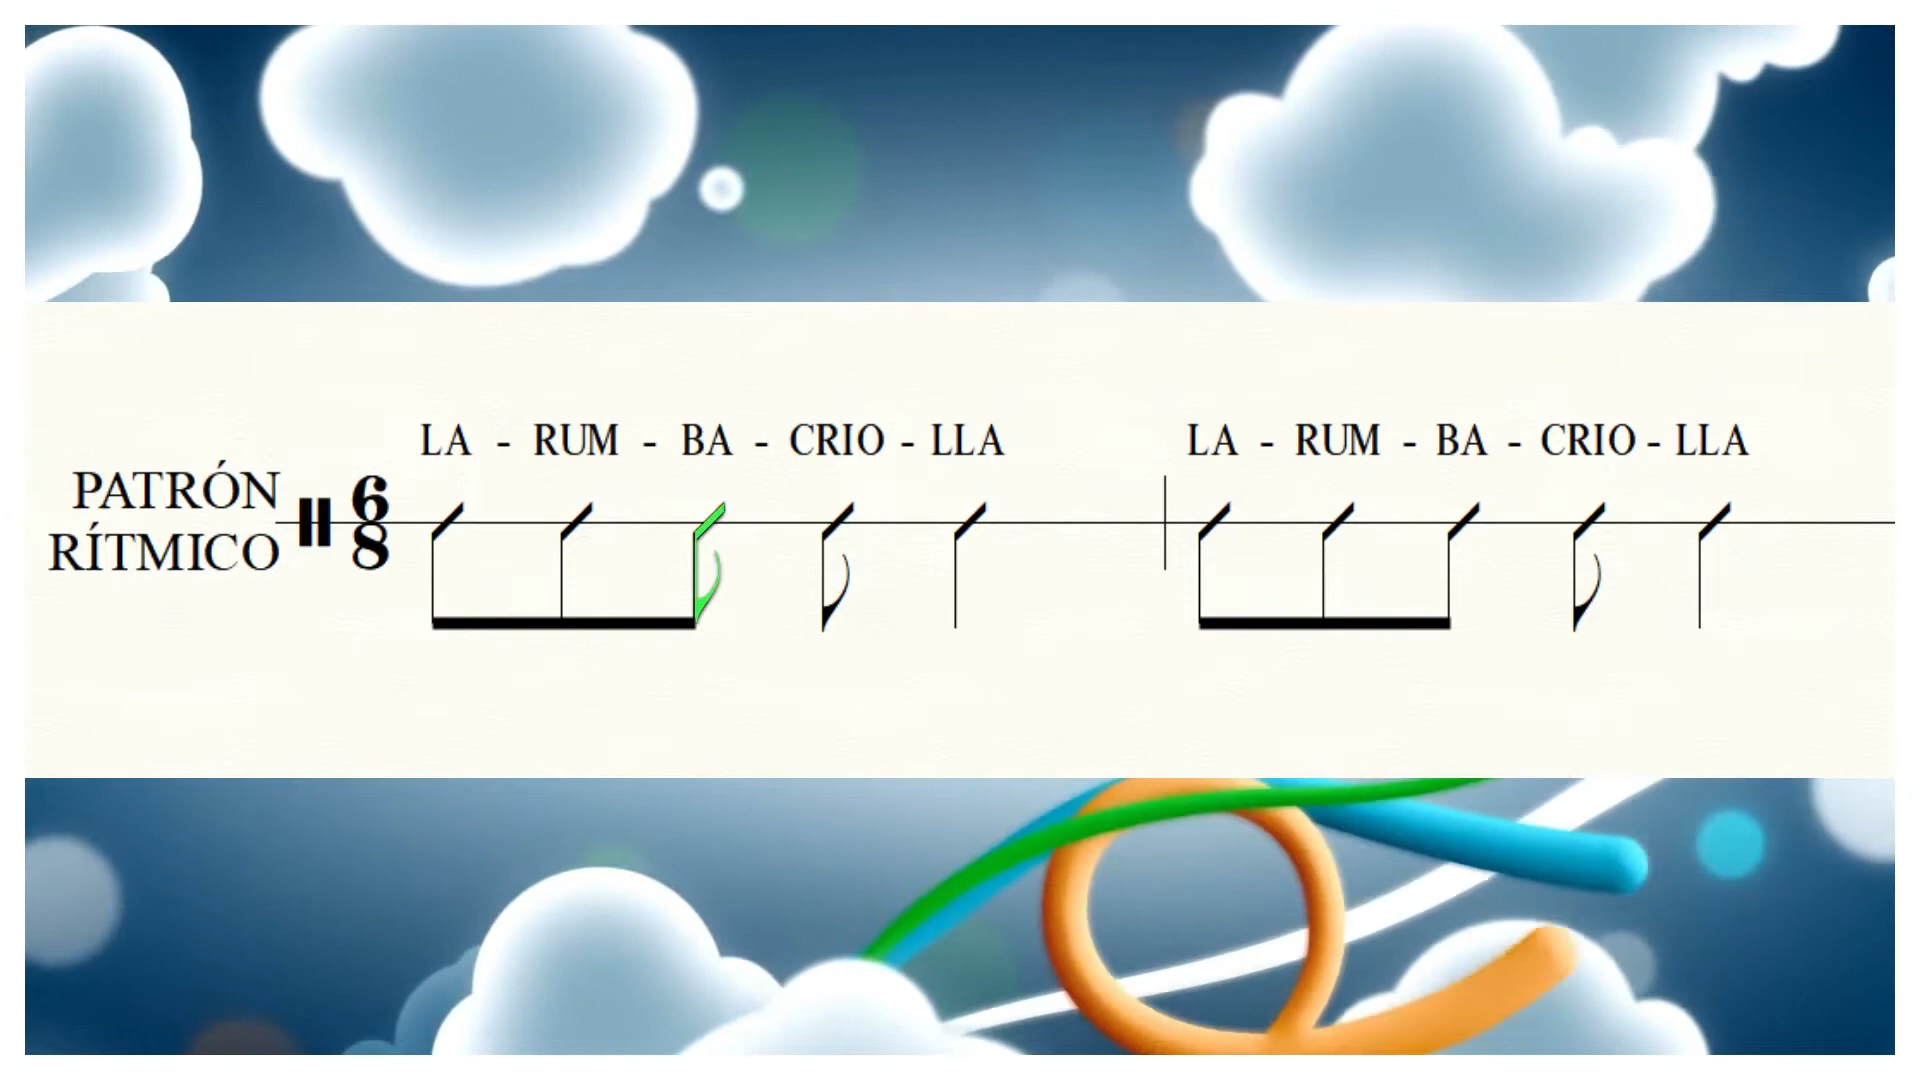 LA - RUM - BA - CRIO - LLA LA - RUM - BA - CRIO - LLA
PATRÓN
RÍTMICO
6
8